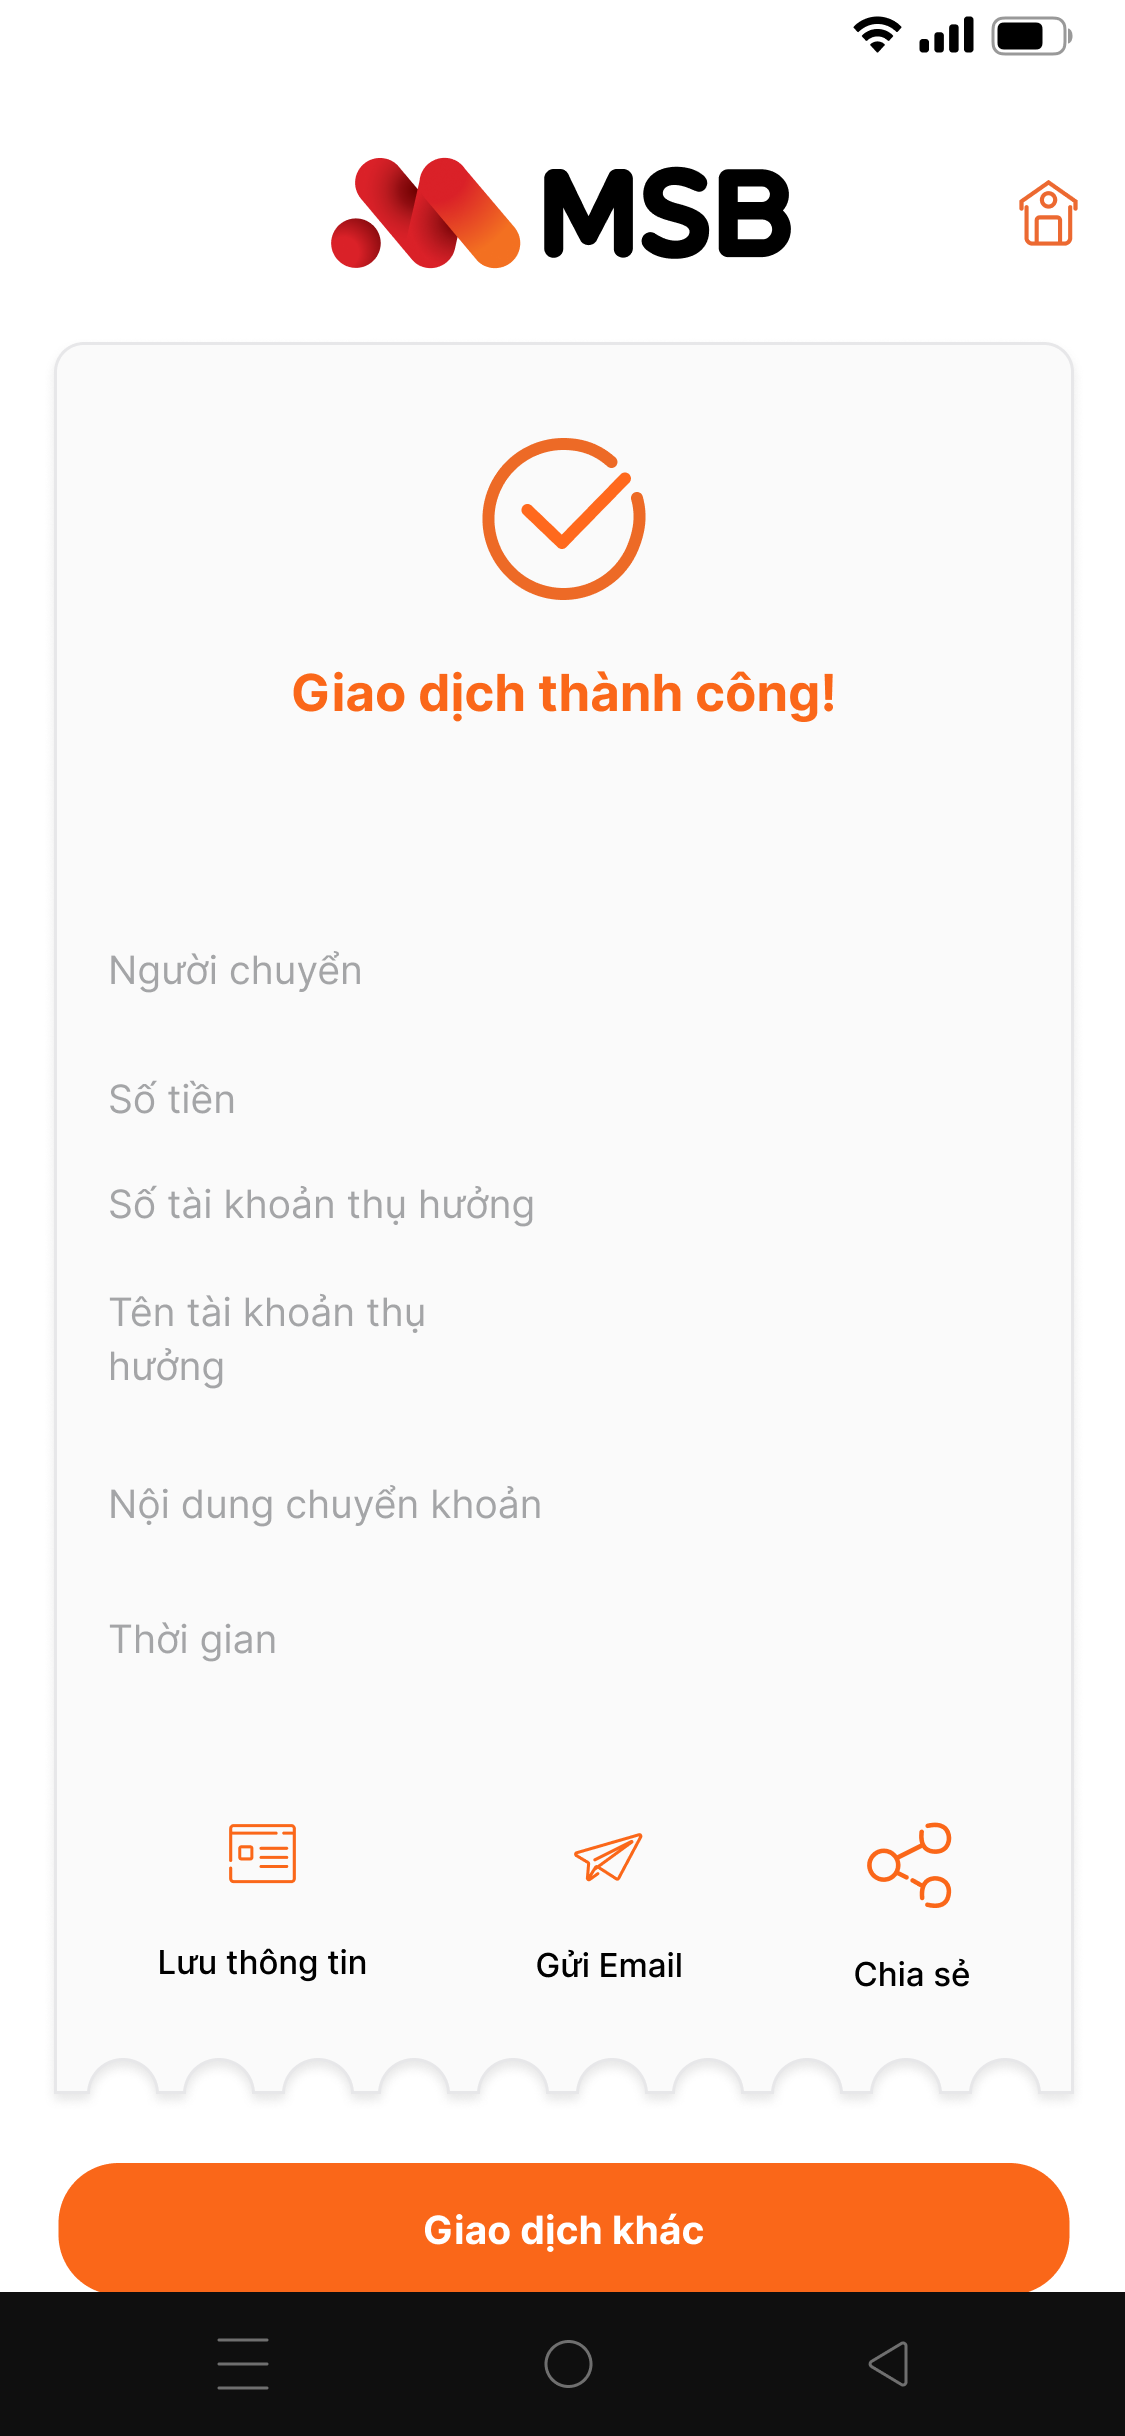 MSB
Giao dịch thành công!
Người chuyển
Số tiền
Số tài khoản thụ hưởng
Tên tài khoản thụ
hưởng
Nội dung chuyển khoản
Thời gian
Lưu thông tin
Gửi Email
Chia sẻ
Giao dịch khác